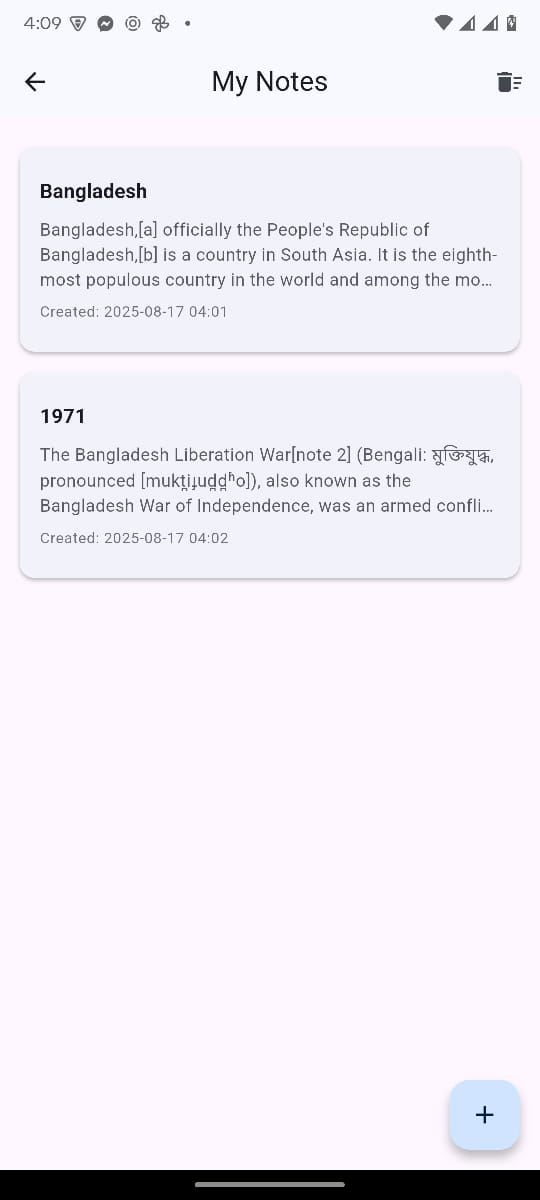 4:09
My Notes
Bangladesh
Bangladesh,[a] officially the People's Republic of
Bangladesh,[b] is a country in South Asia. It is the eighth-
most populous country in the world and among the mo...
Created: 2025-08-17 04:01
1971
The Bangladesh Liberation War[note 2] (Bengali: মুক্তিযুদ্ধ,
pronounced [mukt̪iɟud̪d̪ʱo]), also known as the
Bangladesh War of Independence, was an armed confli...
Created: 2025-08-17 04:02